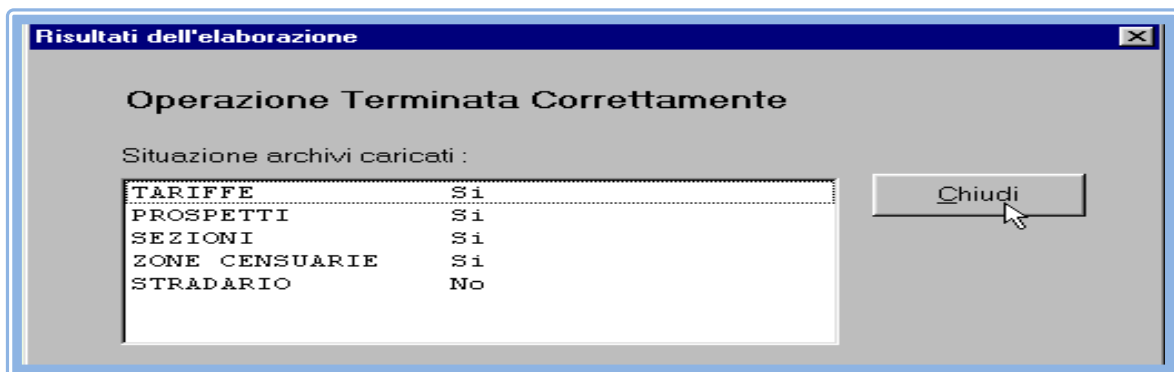 Risultati dell'elaborazione
Operazione Terminata Correttamente
Situazione archivi caricati :
TARIFFE Si
PROSPETTI Si
SEZIONI Si
ZONE CENSUARIE Si
STRADARIO No
Chiudi